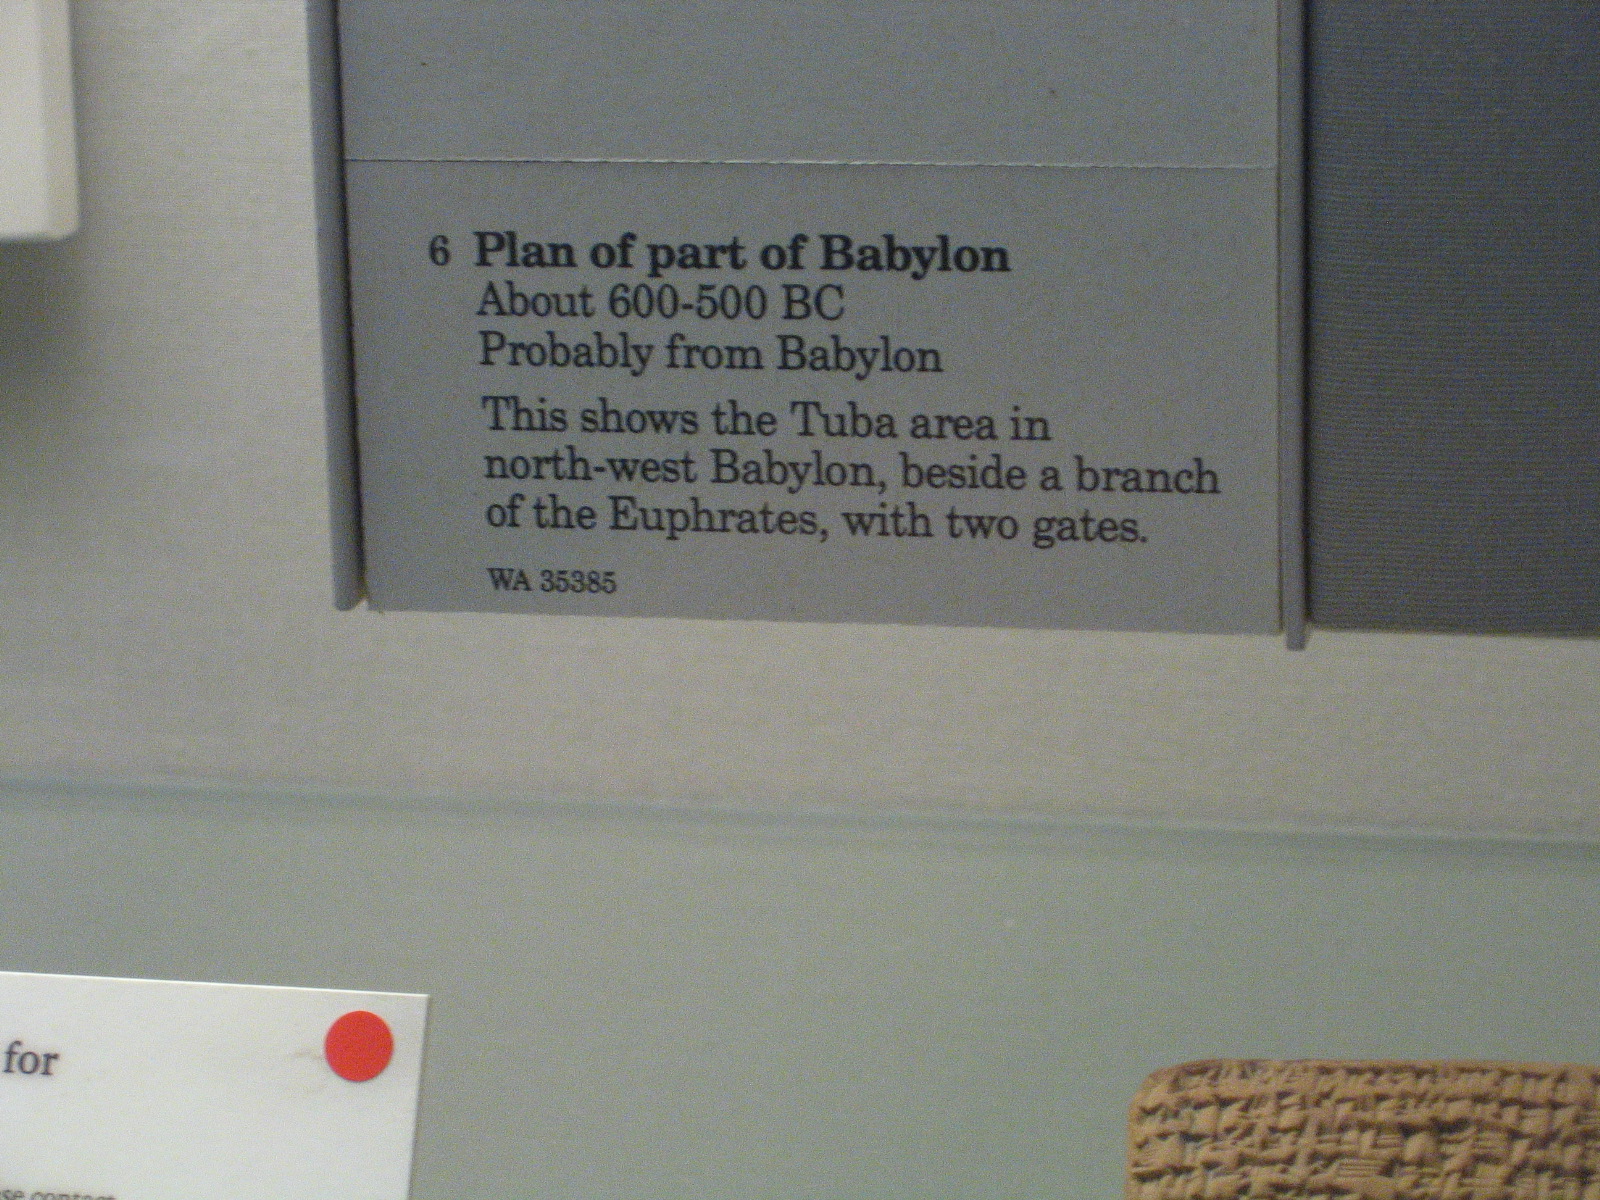 6 Plan of part of Babylon
About 600-500 BC
Probably from Babylon
This shows the Tuba area in
north-west Babylon, beside a branch
of the Euphrates, with two gates.
WA 35385
for